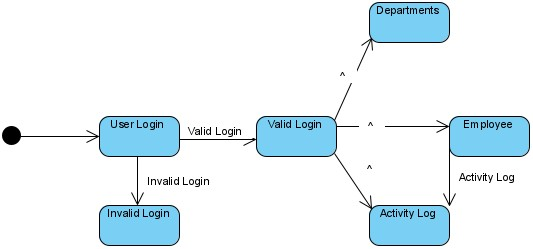 Departments
^
User Login
Valid Login
Valid Login
^
Employee
^
Invalid Login
Activity Log
Invalid Login
Activity Log